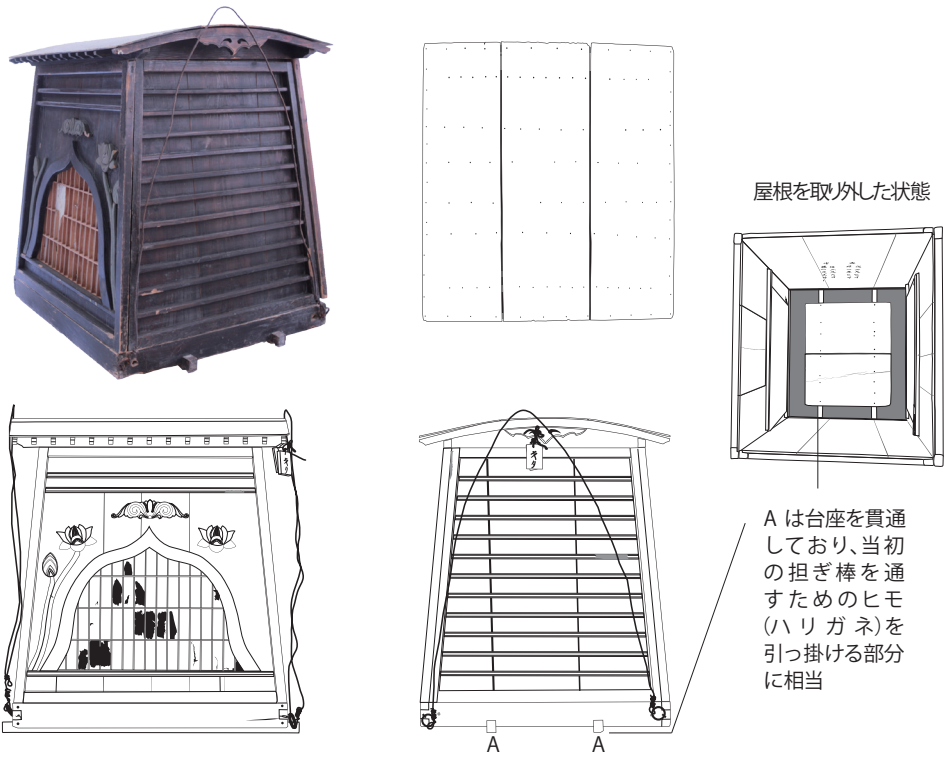 屋根を取り外した状態
A は台座を貫通
しており、当初
の担ぎ棒を通
すためのヒモ
(ハリガネ)を
引っ掛ける部分
に相当
A
A